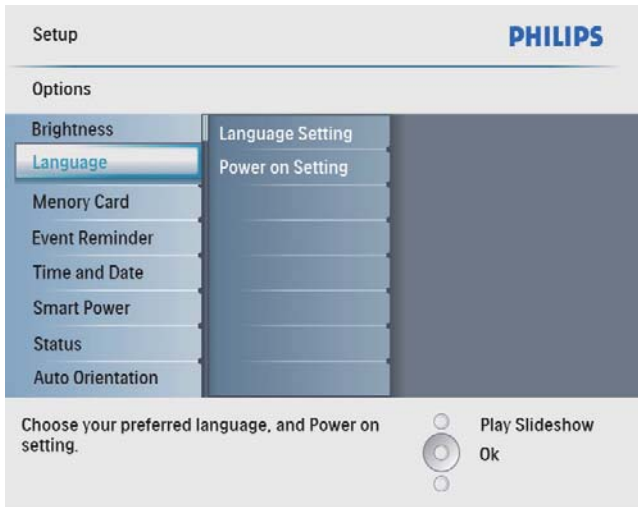 Setup
PHILIPS
Options
Brightness
Language
Menory Card
Event Reminder
Time and Date
Smart Power
Status
Auto Orientation
Language Setting
Power on Setting
Choose your preferred language, and Power on
setting.
Play Slideshow
Ok